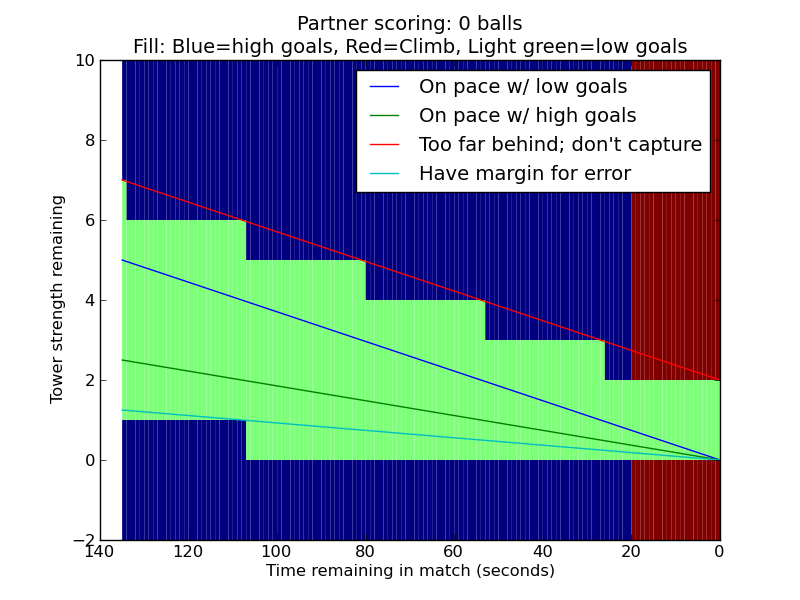 Partner scoring: 0 balls
Fill: Blue=high goals, Red=Climb, Light green=low goals
On pace w/ low goals
On pace w/ high goals
Too far behind; don't capture
Have margin for error
Tower strength remaining
10
8
6
4
2
0
−2
140 120 100 80 60 40 20 0
Time remaining in match (seconds)